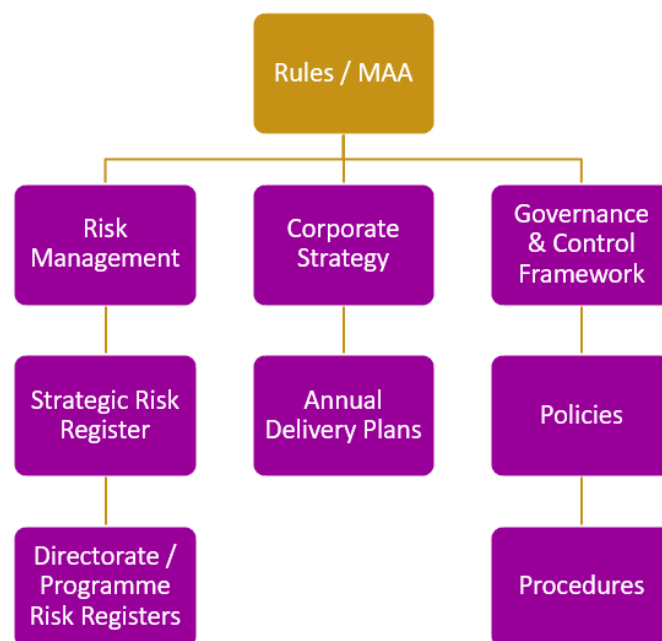 Rules / MAA
Risk
Management
Corporate
Strategy
Governance
& Control
Framework
Strategic Risk
Register
Annual
Delivery Plans
Policies
Directorate /
Programme
Risk Registers
Procedures